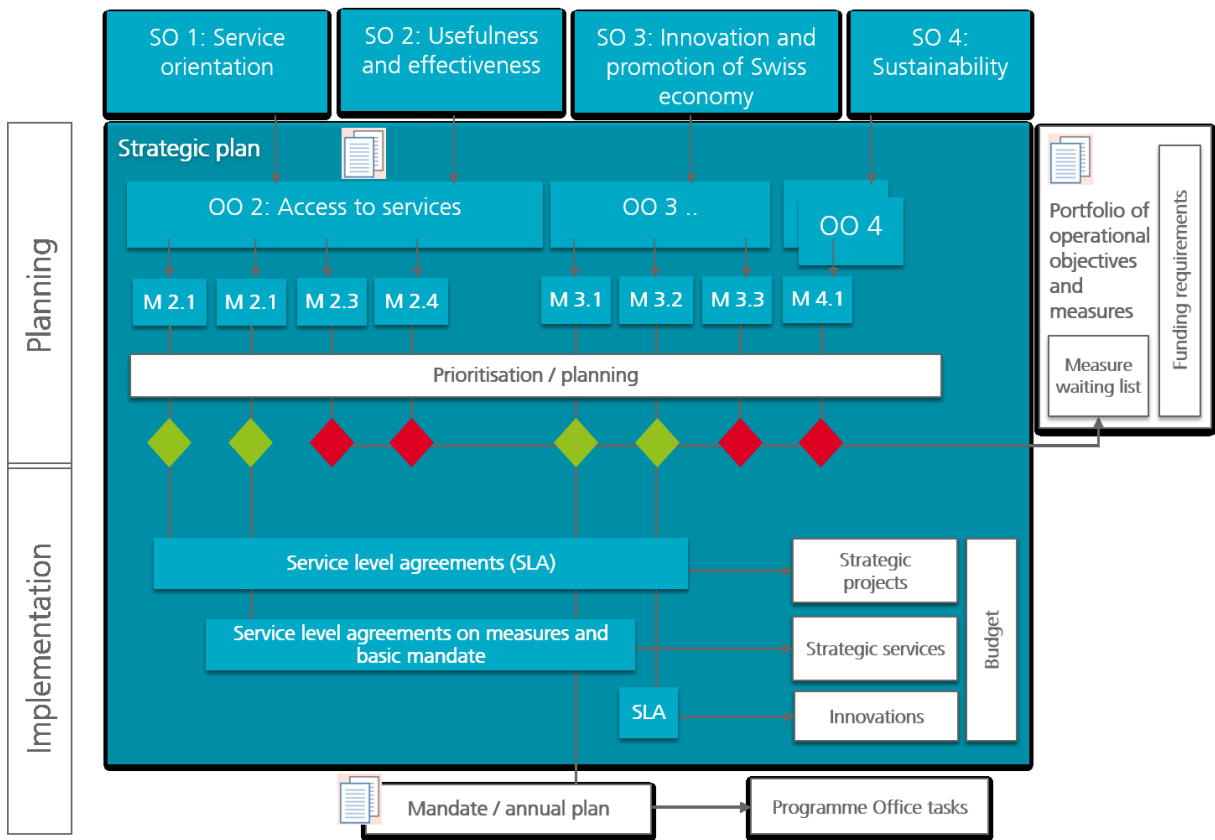 SO 1: Service
orientation
SO 2: Usefulness
and effectiveness
SO 3: Innovation and
promotion of Swiss
economy
SO 4:
Sustainability
Planning
Strategic plan
OO 2: Access to services
OO 3 ..
OO 4
M 2.1
M 2.1
M 2.3
M 2.4
M 3.1
M 3.2
M 3.3
M 4.1
Prioritisation / planning
Portfolio of
operational
objectives
and
measures
Measure
waiting list
Funding requirements
Implementation
Service level agreements (SLA)
Strategic
projects
Service level agreements on measures and
basic mandate
Strategic services
SLA
Innovations
Budget
Mandate / annual plan
Programme Office tasks